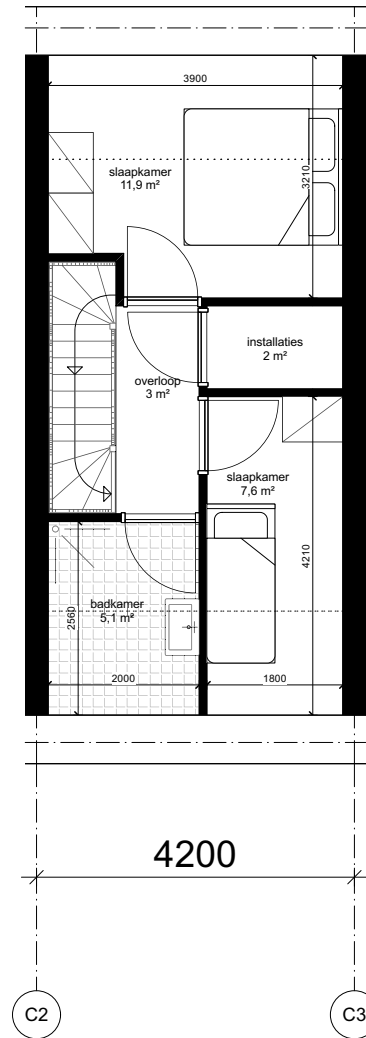 3900
slaapkamer
11,9 m²
3210
installaties
2 m²
overloop
3 m²
slaapkamer
7,6 m²
4210
badkamer
5,1 m²
2560
2000
1800
4200
C2
C3